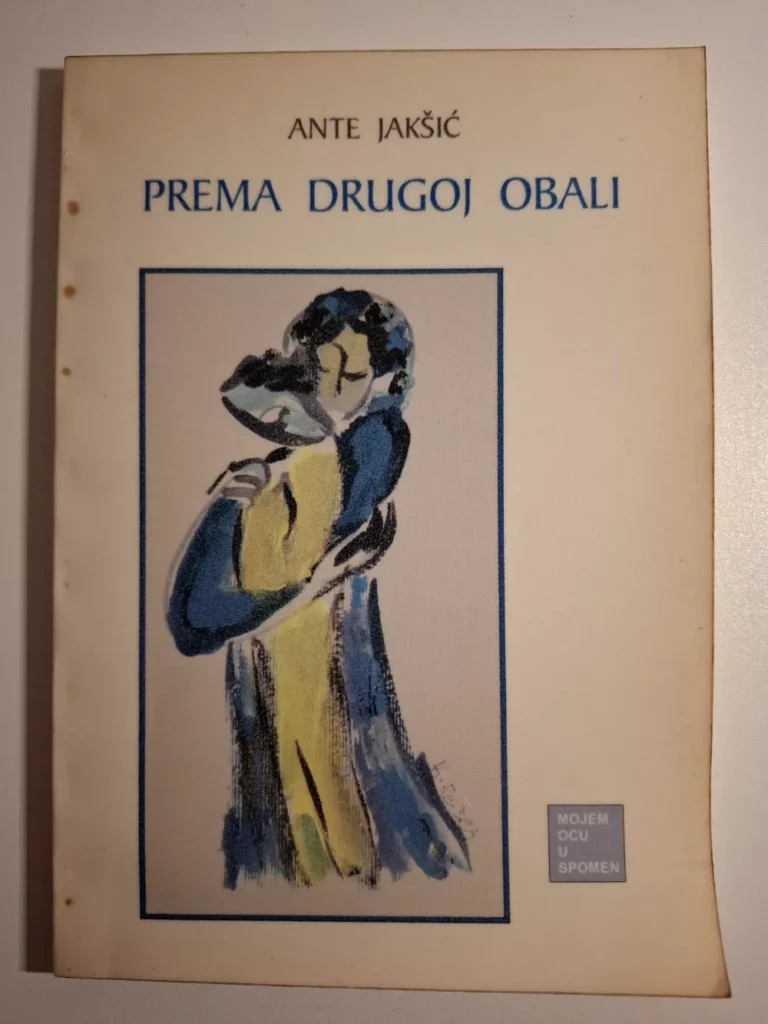 ANTE JAKŠIĆ
PREMA DRUGOJ OBALI
MOJEM
OCU
U
SPOMEN